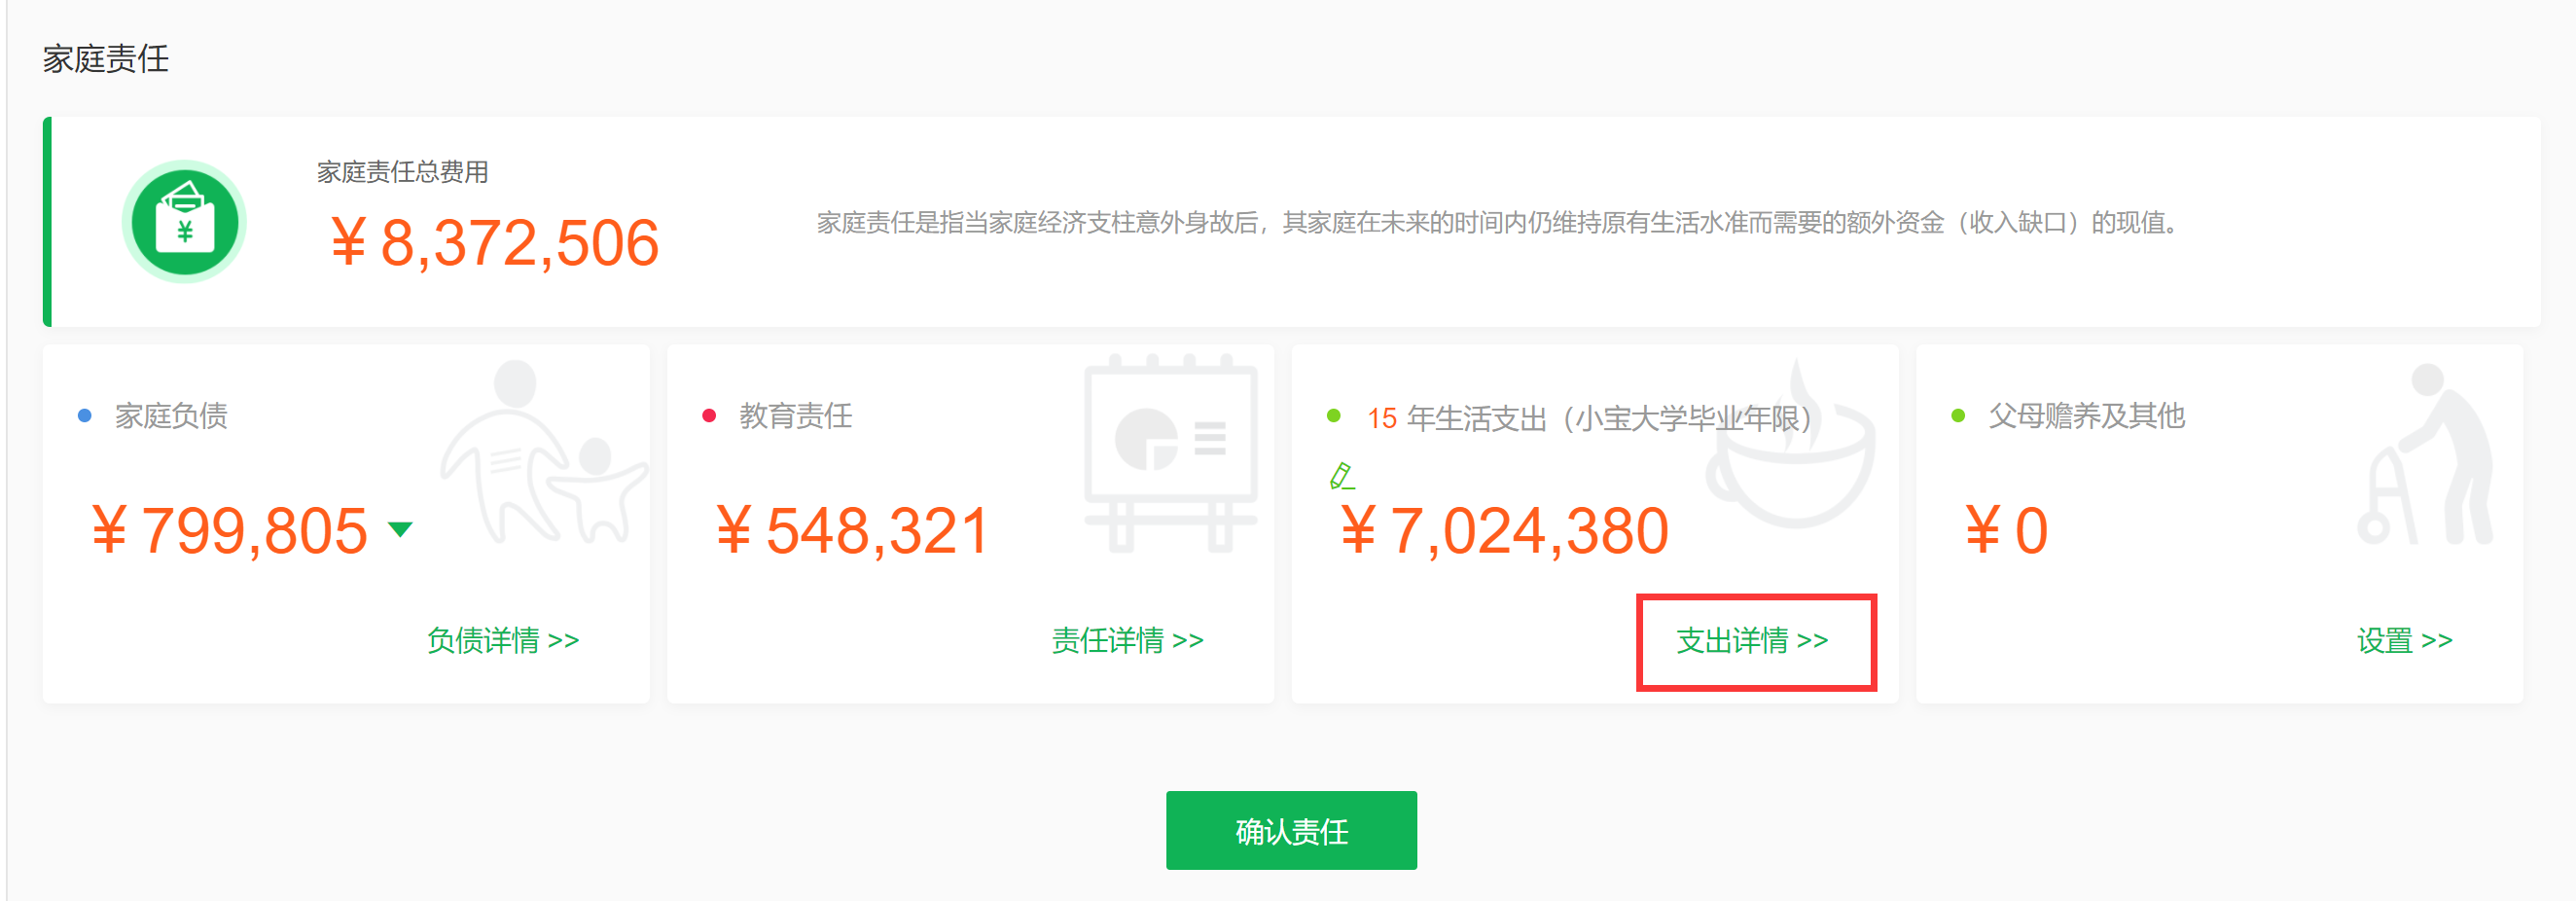 家庭责任
家庭责任总费用
¥ 8,372,506
家庭责任是指当家庭经济支柱意外身故后，其家庭在未来的时间内仍维持原有生活水准而需要的额外资金（收入缺口）的现值。
家庭负债
¥ 799,805
负债详情 >>
教育责任
¥ 548,321
责任详情 >>
15 年生活支出（小宝大学毕业年限）
¥ 7,024,380
支出详情 >>
父母赡养及其他
¥ 0
设置 >>
确认责任